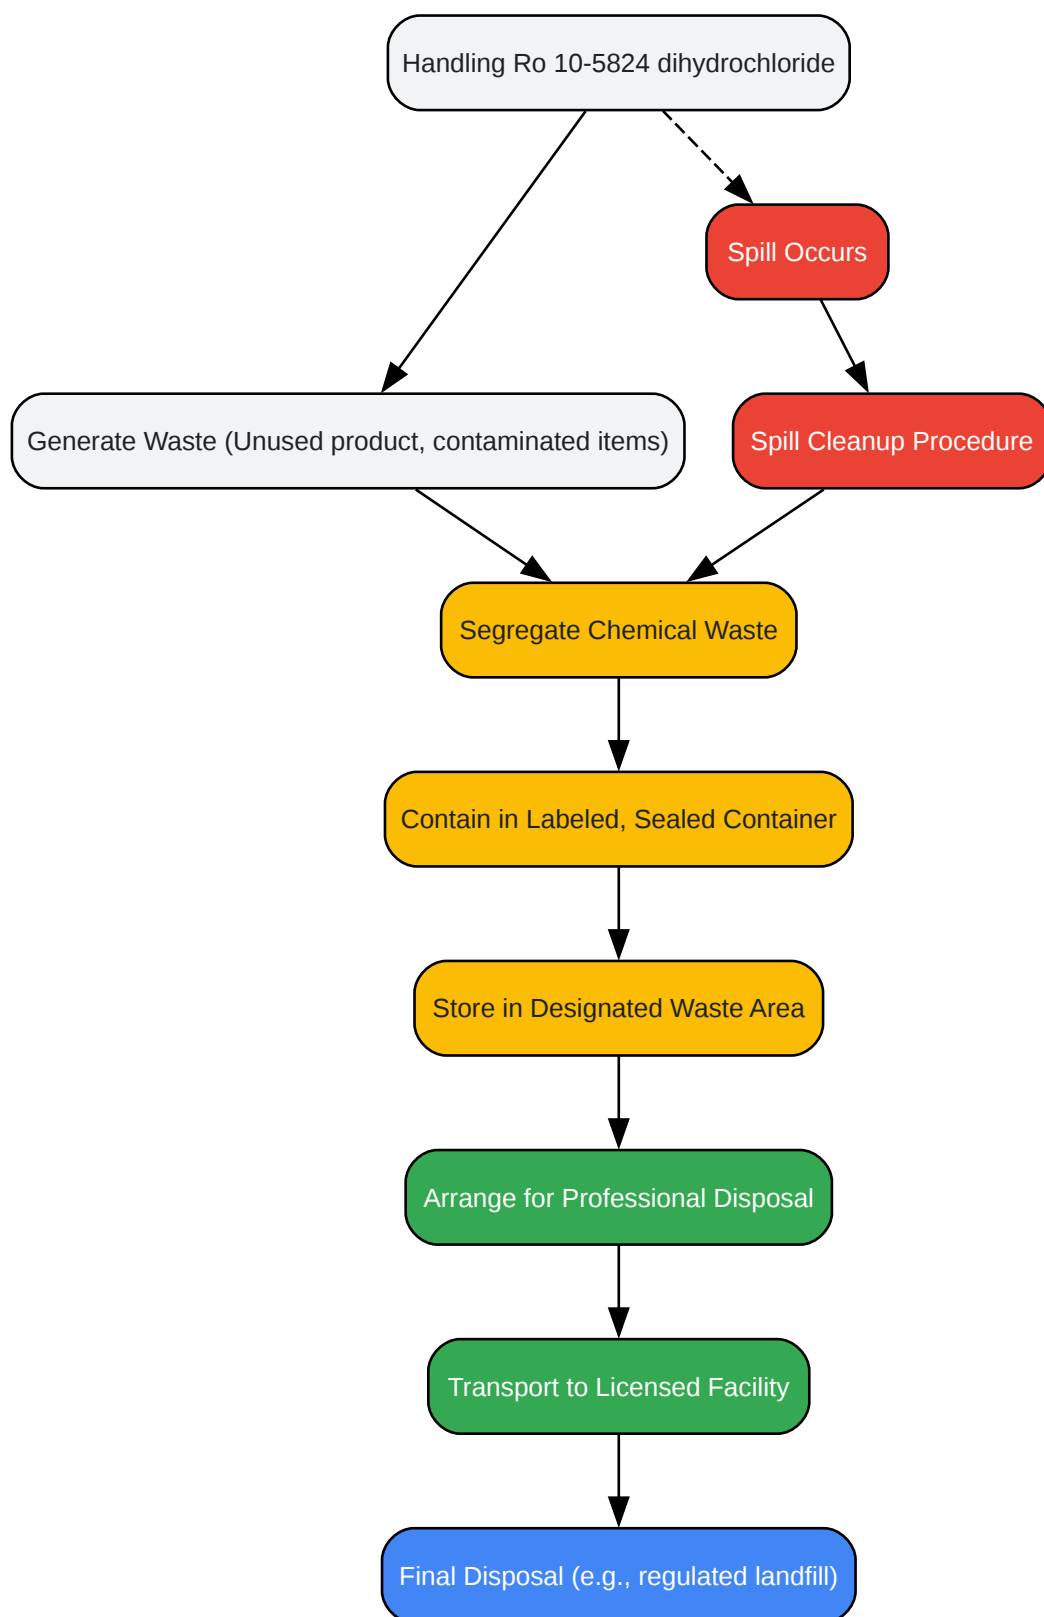 Handling Ro 10-5824 dihydrochloride
Spill Occurs
Generate Waste (Unused product, contaminated items)
Spill Cleanup Procedure
Segregate Chemical Waste
Contain in Labeled, Sealed Container
Store in Designated Waste Area
Arrange for Professional Disposal
Transport to Licensed Facility
Final Disposal (e.g., regulated landfill)